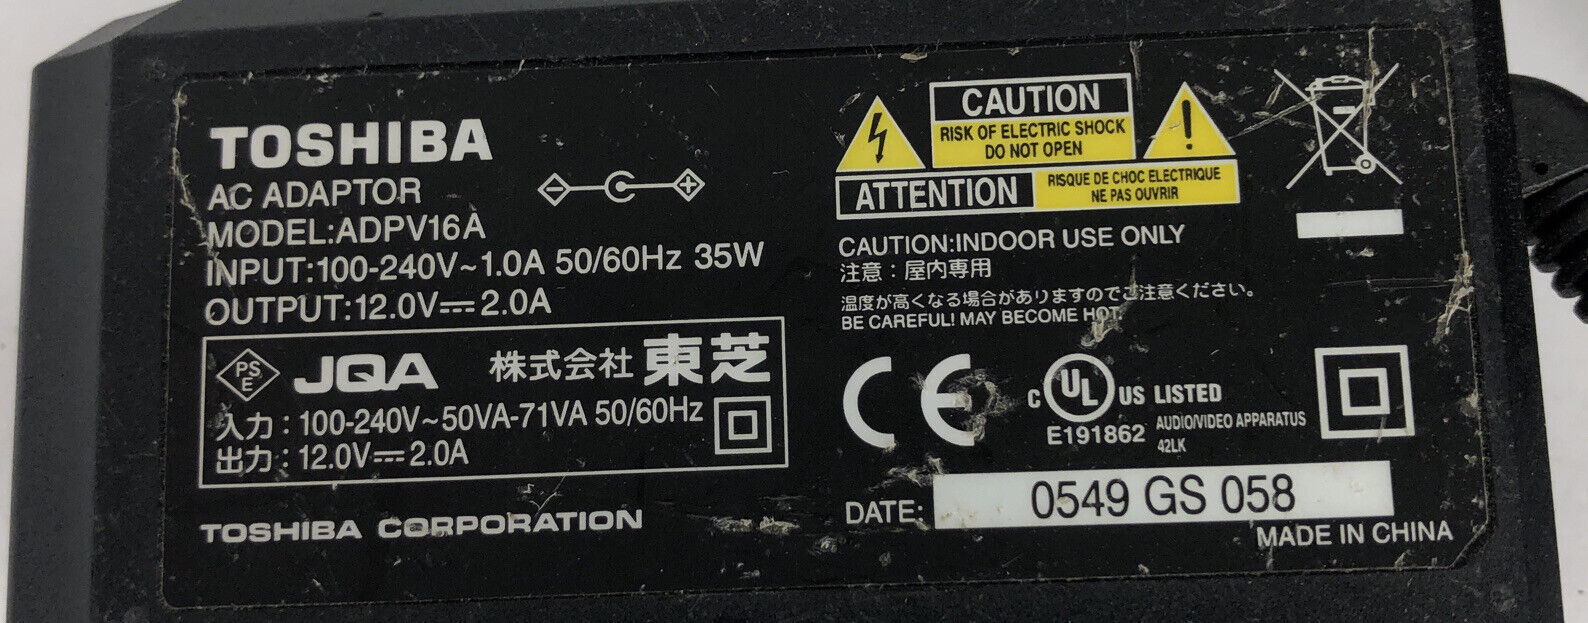 TOSHIBA
AC ADAPTOR
MODEL:ADPV16A
INPUT:100-240V~1.0A 50/60Hz 35W
OUTPUT:12.0V⎓2.0A
PS
E
JQA 株式会社 東芝
入力：100-240V~50VA-71VA 50/60Hz
出力：12.0V⎓2.0A
TOSHIBA CORPORATION
CAUTION
RISK OF ELECTRIC SHOCK
DO NOT OPEN
ATTENTION
RISQUE DE CHOC ELECTRIQUE
NE PAS OUVRIR
CAUTION:INDOOR USE ONLY
注意：屋内専用
温度が高くなる場合がありますのでご注意ください。
BE CAREFUL! MAY BECOME HOT.
CE
C UL US LISTED
E191862
AUDIO/VIDEO APPARATUS
42LK
DATE: 0549 GS 058
MADE IN CHINA